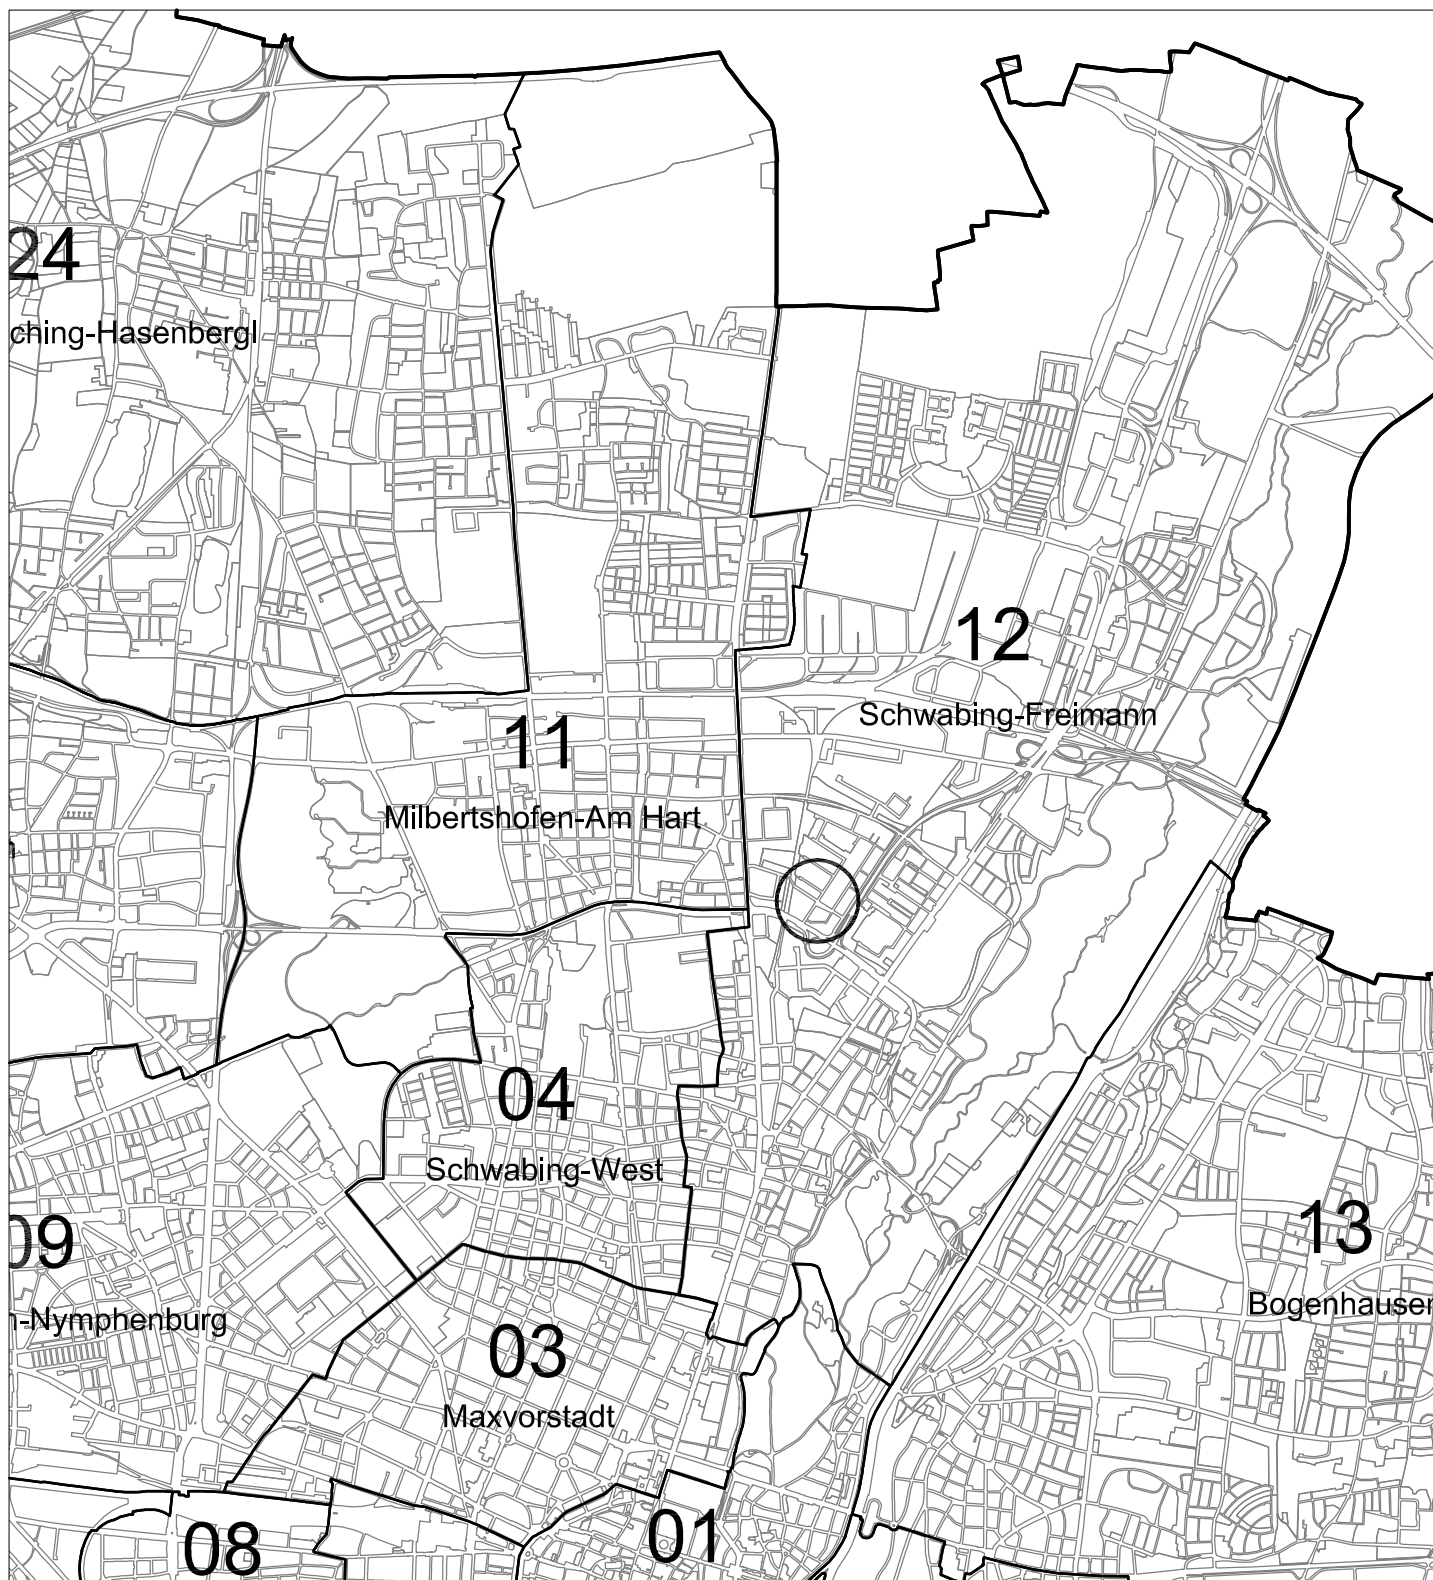 24
ching-Hasenbergl
12
Schwabing-Freimann
11
Milbertshofen-Am Hart
04
Schwabing-West
13
Bogenhausen
09
n-Nymphenburg
03
Maxvorstadt
01
08